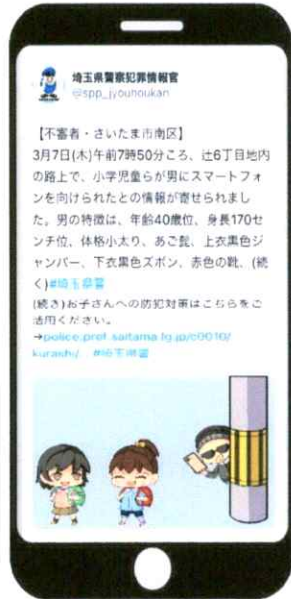 埼玉県警察犯罪情報官
@spp_jyouhoukan
【不審者・さいたま市南区】
3月7日(木)午前7時50分ころ、辻6丁目地内
の路上で、小学児童らが男にスマートフォ
ンを向けられたとの情報が寄せられまし
た。男の特徴は、年齢40歳位、身長170セ
ンチ位、体格小太り、あご髭、上衣黒色ジ
ャンパー、下衣黒色ズボン、赤色の靴、(続
く)#埼玉県警
(続き)お子さんへの防犯対策はこちらをご
活用ください。
→police.pref.saitama.lg.jp/c0010/
kurashi/... #埼玉県警